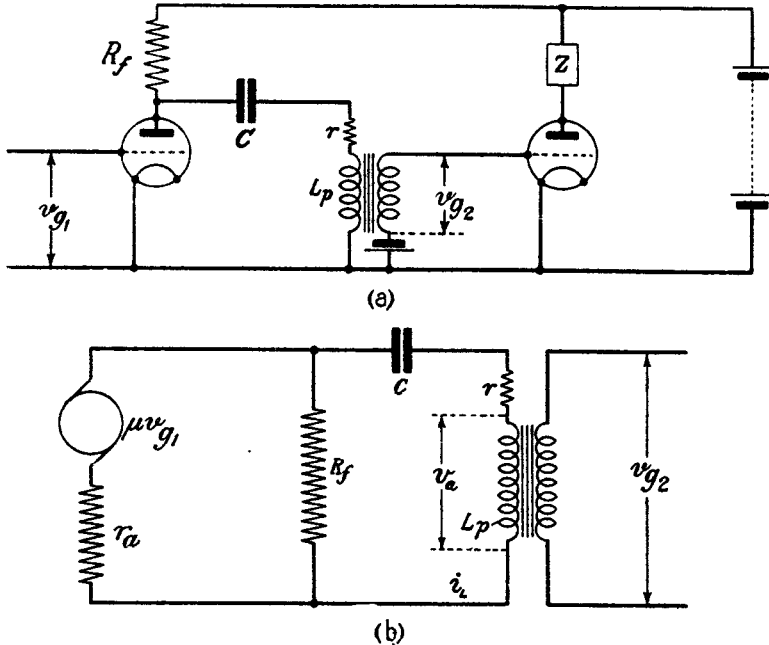 R_f
C
r
L_p
v_g1
v_g2
Z
(a)
μv_g1
r_a
R_f
C
r
v_a
L_p
i_L
v_g2
(b)